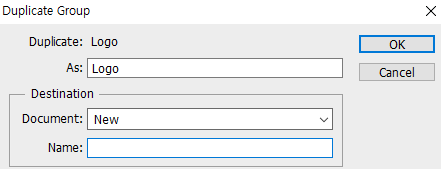 Duplicate Group
Duplicate: Logo
OK
As: Logo
Cancel
Destination
Document: New
Name: